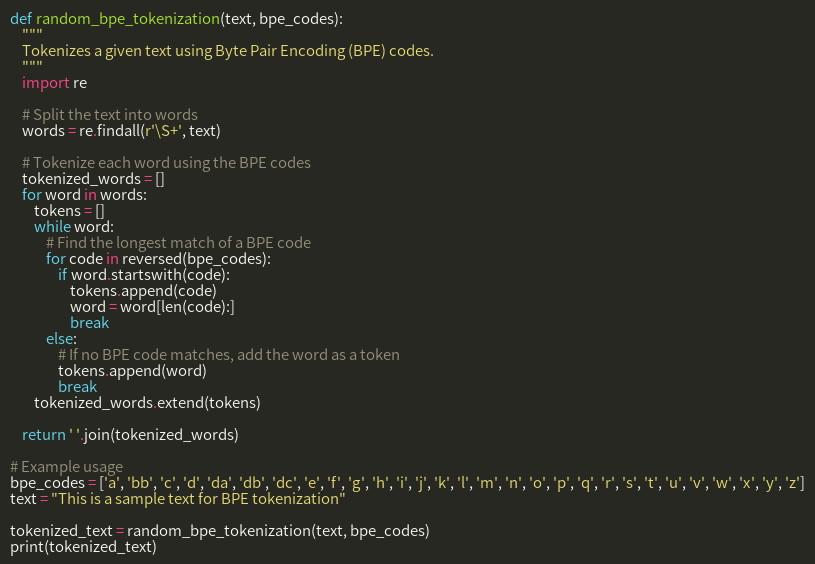 def random_bpe_tokenization(text, bpe_codes):
    """
    Tokenizes a given text using Byte Pair Encoding (BPE) codes.
    """
    import re

    # Split the text into words
    words = re.findall(r'\S+', text)

    # Tokenize each word using the BPE codes
    tokenized_words = []
    for word in words:
        tokens = []
        while word:
            # Find the longest match of a BPE code
            for code in reversed(bpe_codes):
                if word.startswith(code):
                    tokens.append(code)
                    word = word[len(code):]
                    break
            else:
                # If no BPE code matches, add the word as a token
                tokens.append(word)
                break
        tokenized_words.extend(tokens)

    return ' '.join(tokenized_words)

# Example usage
bpe_codes = ['a', 'bb', 'c', 'd', 'da', 'db', 'dc', 'e', 'f', 'g', 'h', 'i', 'j', 'k', 'l', 'm', 'n', 'o', 'p', 'q', 'r', 's', 't', 'u', 'v', 'w', 'x', 'y', 'z']
text = "This is a sample text for BPE tokenization"

tokenized_text = random_bpe_tokenization(text, bpe_codes)
print(tokenized_text)